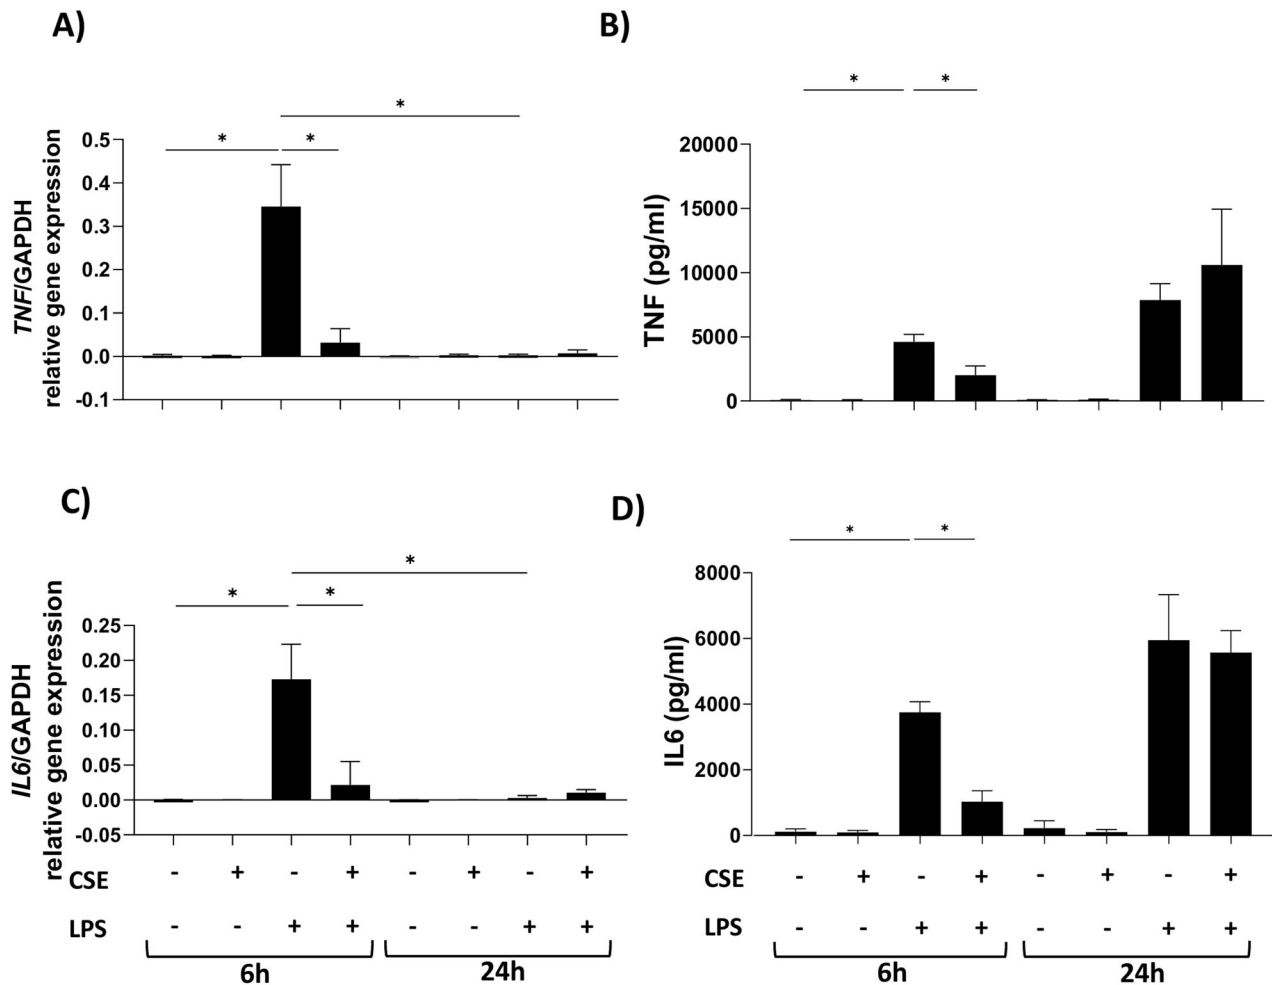 A)
*
*
*
TNF/GAPDH
relative gene expression
0.5
0.4
0.3
0.2
0.1
0.0
-0.1
B)
*
*
TNF (pg/ml)
20000
15000
10000
5000
0
C)
*
*
*
IL6/GAPDH
relative gene expression
0.25
0.20
0.15
0.10
0.05
0.00
-0.05
CSE - + - + - + - +
LPS - - + + - - + +
6h 24h
D)
*
*
IL6 (pg/ml)
8000
6000
4000
2000
0
CSE - + - + - + - +
LPS - - + + - - + +
6h 24h